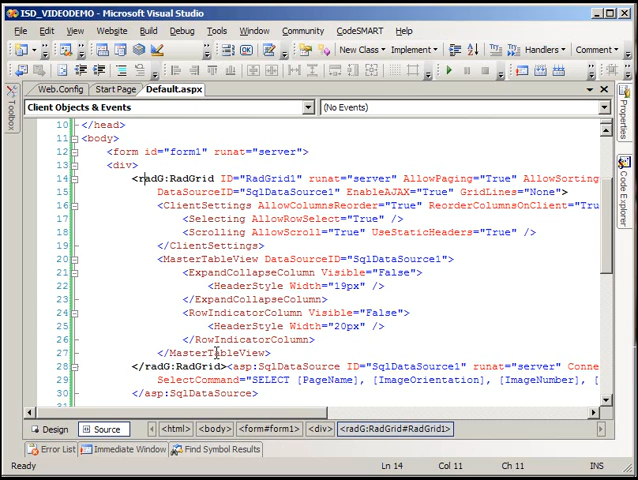 ISD_VIDEODEMO - Microsoft Visual Studio
File Edit View Website Build Debug Tools Window Community CodeSMART Help
New Class Implement Handlers Comment
Web.Config Start Page Default.aspx
Client Objects & Events (No Events)
Toolbox
Properties
Code Explorer
10 </head>
11 <body>
12 <form id="form1" runat="server">
13 <div>
14 <radG:RadGrid ID="RadGrid1" runat="server" AllowPaging="True" AllowSorting
15 DataSourceID="SqlDataSource1" EnableAJAX="True" GridLines="None">
16 <ClientSettings AllowColumnsReorder="True" ReorderColumnsOnClient="Tru
17 <Selecting AllowRowSelect="True" />
18 <Scrolling AllowScroll="True" UseStaticHeaders="True" />
19 </ClientSettings>
20 <MasterTableView DataSourceID="SqlDataSource1">
21 <ExpandCollapseColumn Visible="False">
22 <HeaderStyle Width="19px" />
23 </ExpandCollapseColumn>
24 <RowIndicatorColumn Visible="False">
25 <HeaderStyle Width="20px" />
26 </RowIndicatorColumn>
27 </MasterTableView>
28 </radG:RadGrid><asp:SqlDataSource ID="SqlDataSource1" runat="server" Conne
29 SelectCommand="SELECT [PageName], [ImageOrientation], [ImageNumber], [
30 </asp:SqlDataSource>
Design Source <html> <body> <form#form1> <div> <radG:RadGrid#RadGrid1>
Error List Immediate Window Find Symbol Results
Ready Ln 14 Col 11 Ch 11 INS